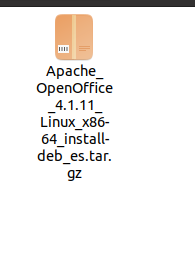 Apache_
OpenOffice
_4.1.11_
Linux_x86-
64_install-
deb_es.tar.
gz